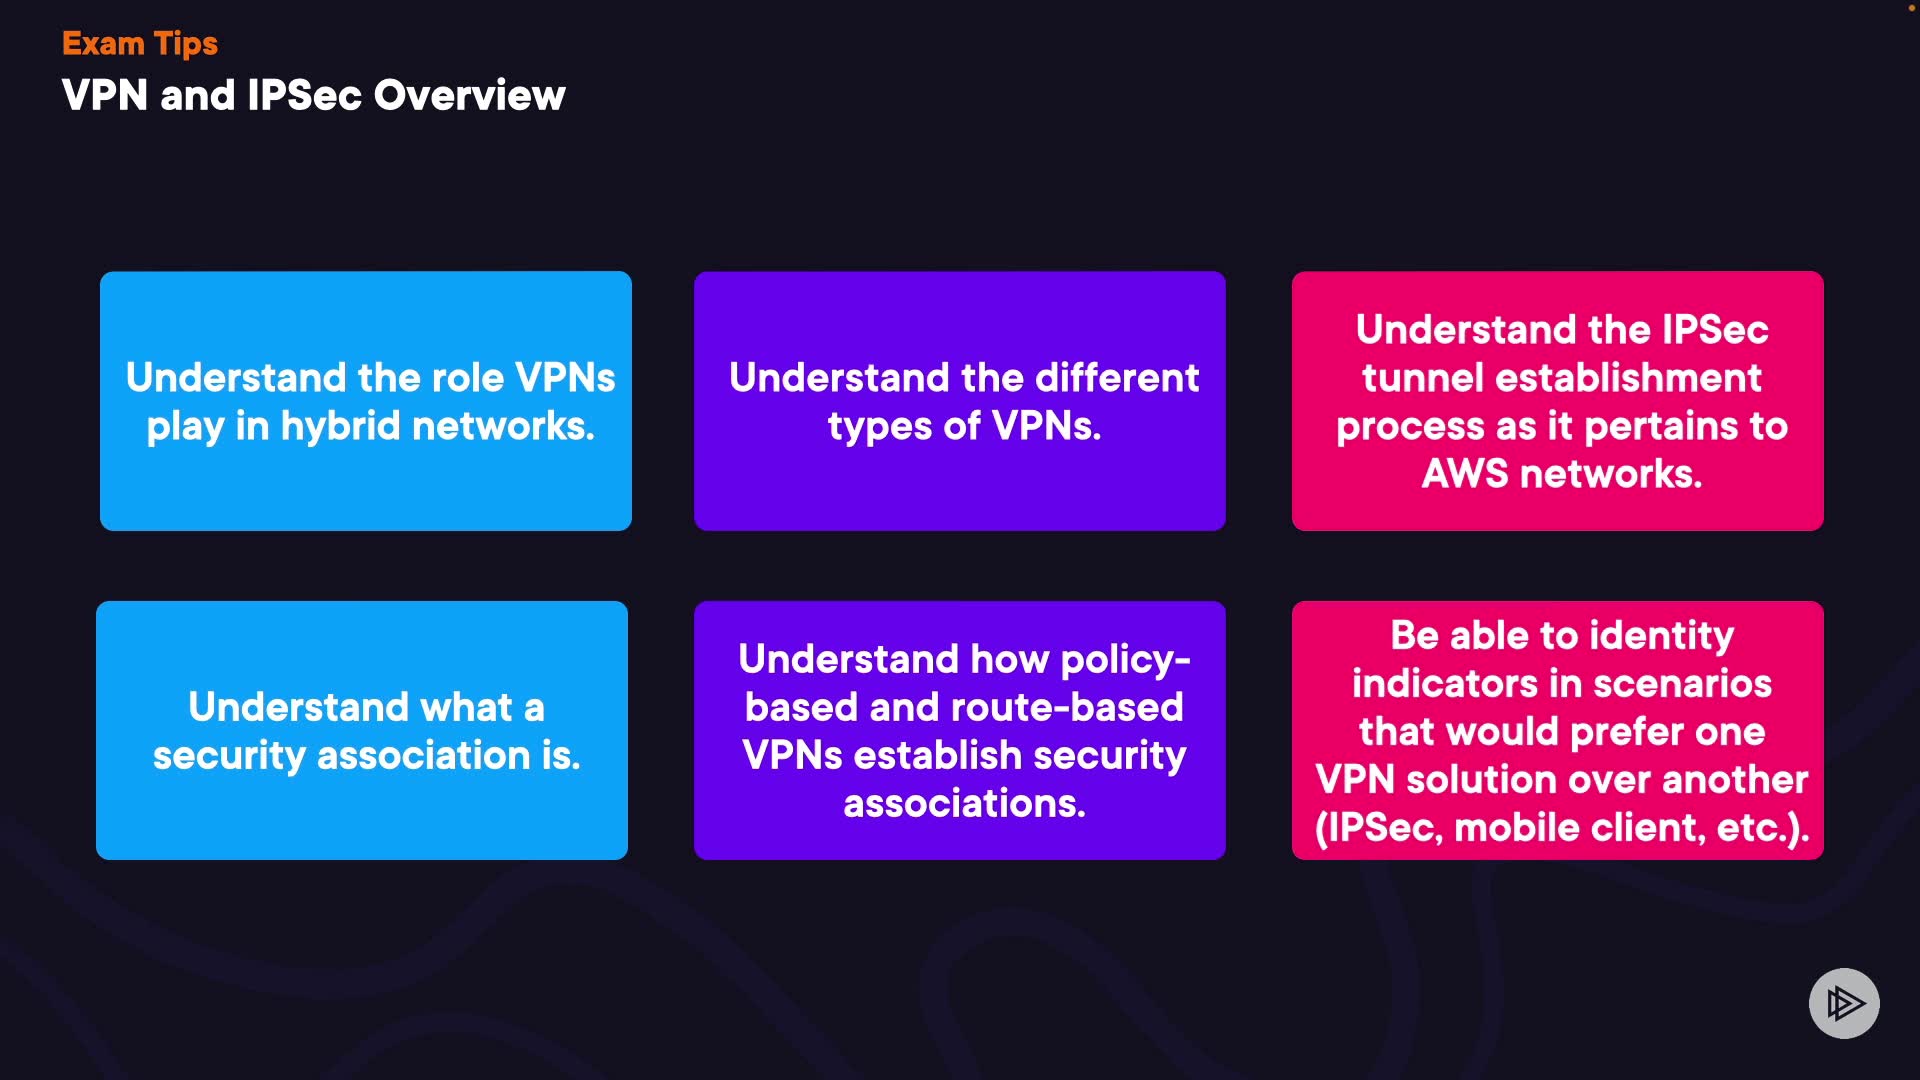 Exam Tips
VPN and IPSec Overview
Understand the role VPNs
play in hybrid networks.
Understand the different
types of VPNs.
Understand the IPSec
tunnel establishment
process as it pertains to
AWS networks.
Understand what a
security association is.
Understand how policy-
based and route-based
VPNs establish security
associations.
Be able to identity
indicators in scenarios
that would prefer one
VPN solution over another
(IPSec, mobile client, etc.).